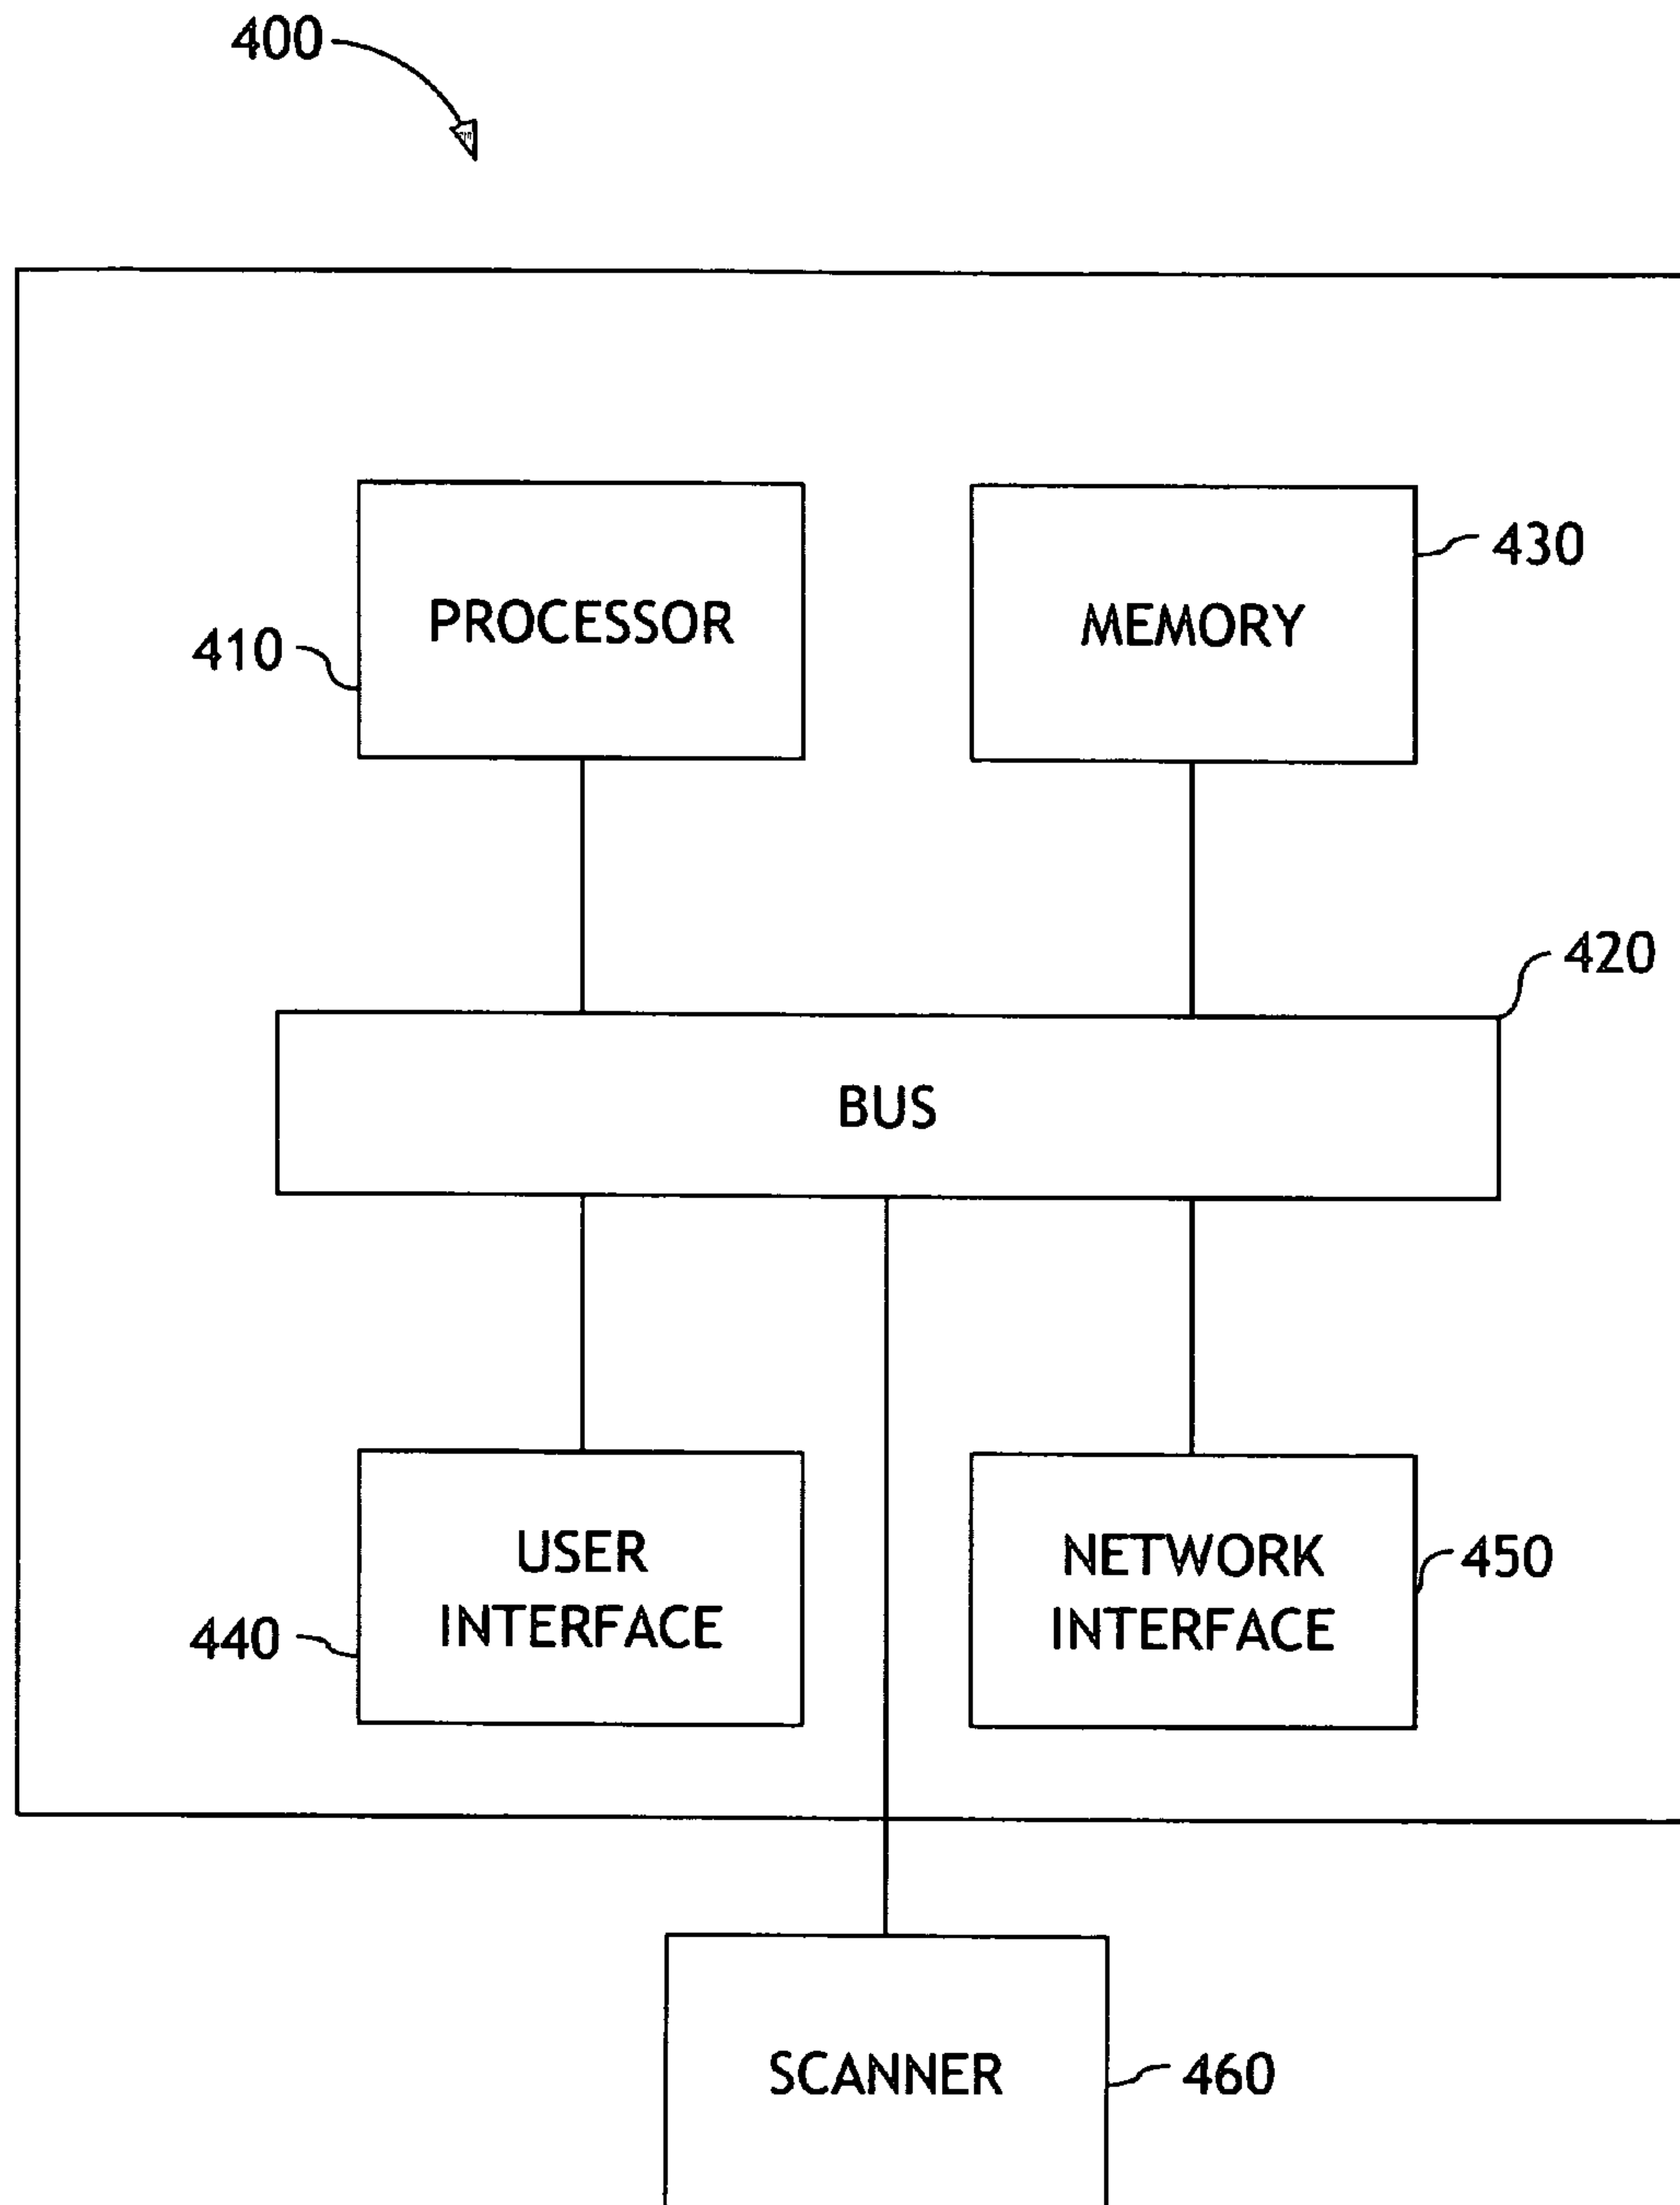 400
PROCESSOR
410
MEMORY
430
420
BUS
USER
INTERFACE
440
NETWORK
INTERFACE
450
SCANNER
460